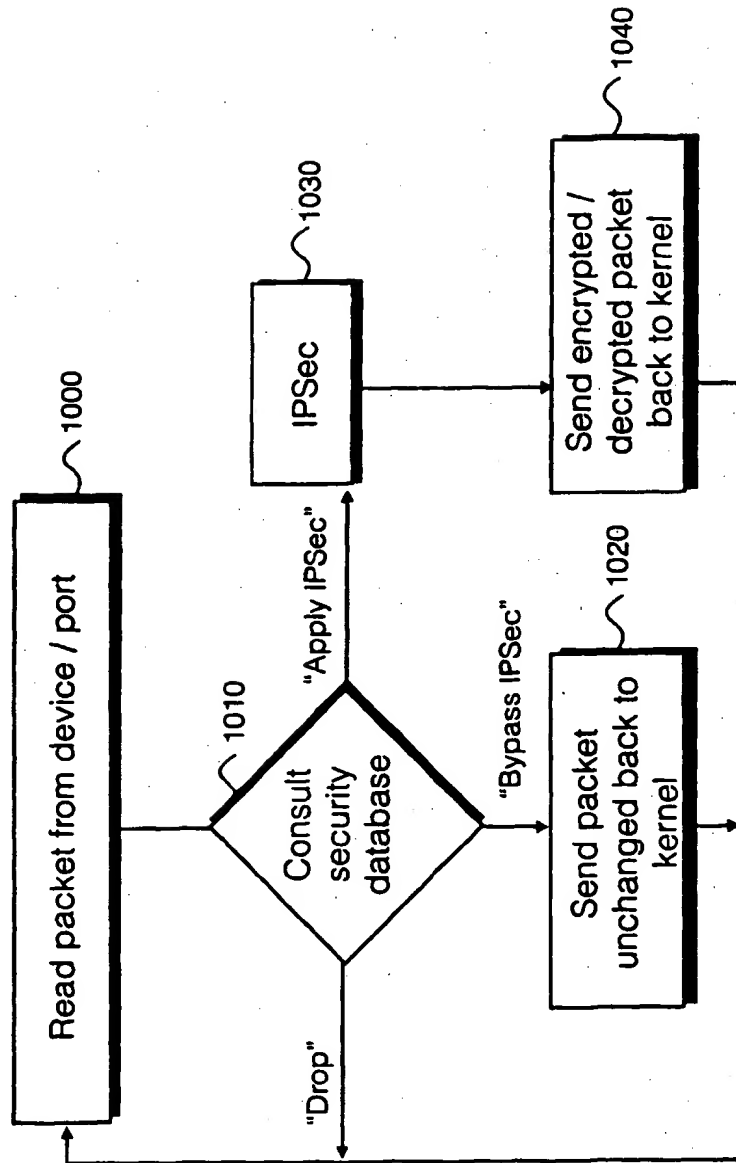 Read packet from device / port
1000
Consult
security
database
1010
"Apply IPSec"
IPSec
1030
"Drop"
"Bypass IPSec"
Send packet
unchanged back to
kernel
1020
Send encrypted /
decrypted packet
back to kernel
1040